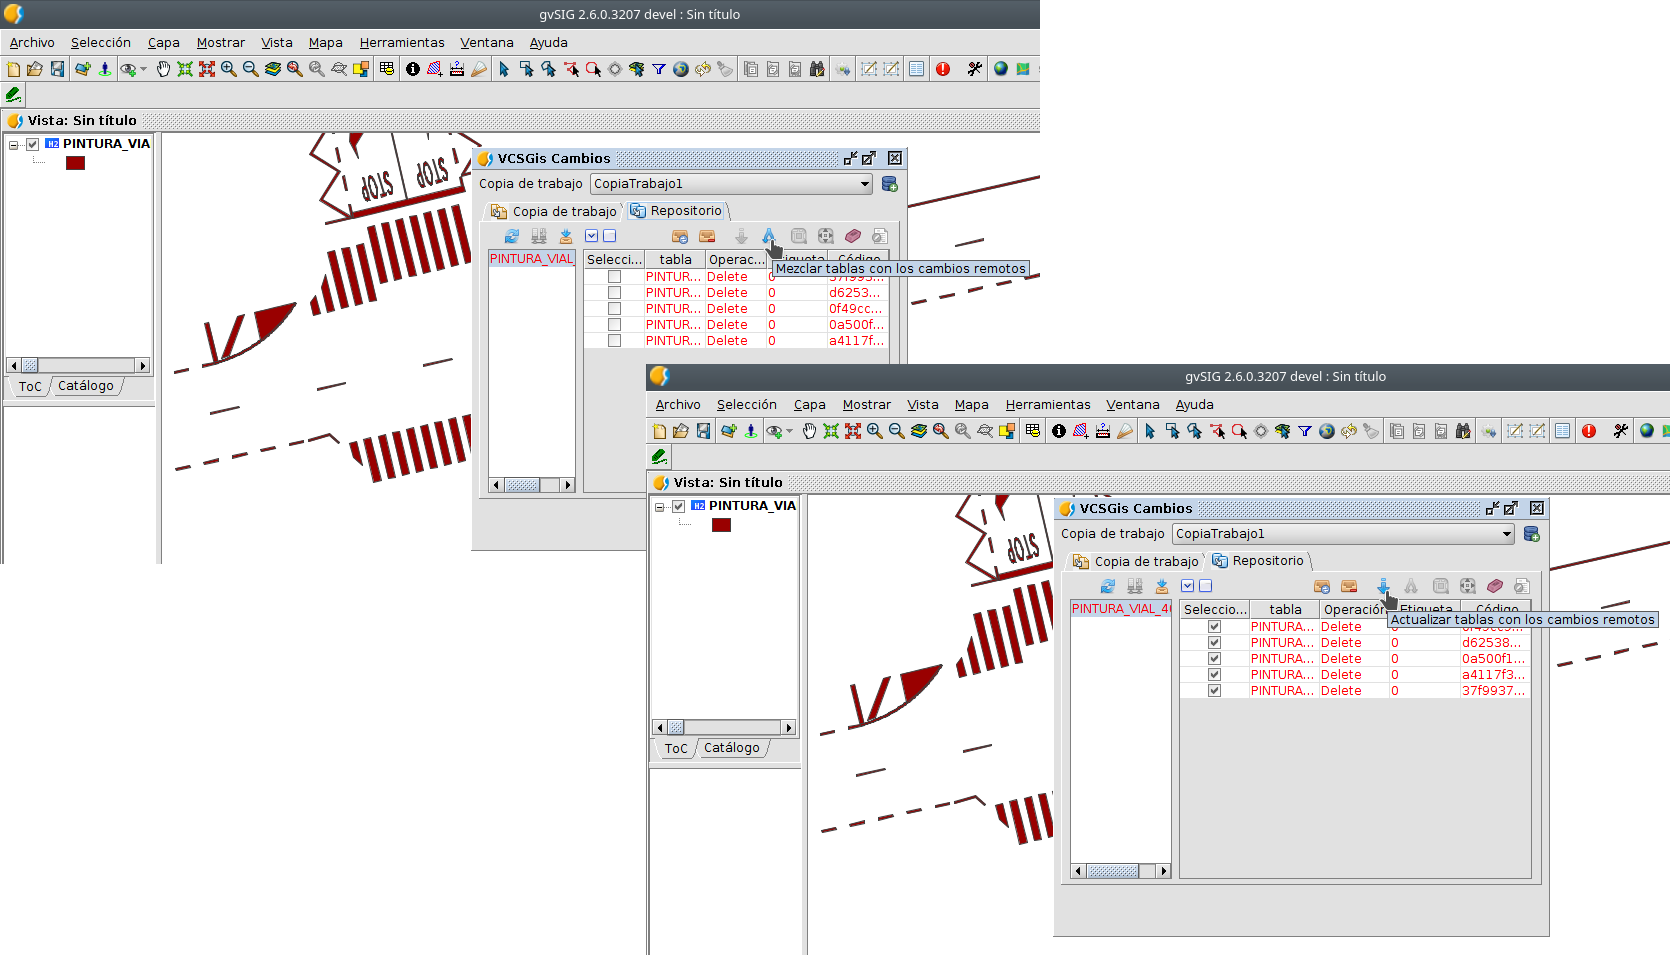 gvSIG 2.6.0.3207 devel : Sin título
Archivo Selección Capa Mostrar Vista Mapa Herramientas Ventana Ayuda
Vista: Sin título
PINTURA_VIA
STOP STOP
ToC Catálogo
VCSGis Cambios
Copia de trabajo CopiaTrabajo1
Copia de trabajo Repositorio
PINTURA_VIAL_
Selecci... tabla Operac... Etiqueta Código
Mezclar tablas con los cambios remotos
PINTUR... Delete 0
PINTUR... Delete 0 d6253...
PINTUR... Delete 0 0f49cc...
PINTUR... Delete 0 0a500f...
PINTUR... Delete 0 a4117f...
gvSIG 2.6.0.3207 devel : Sin título
Archivo Selección Capa Mostrar Vista Mapa Herramientas Ventana Ayuda
Vista: Sin título
PINTURA_VIA
STOP
ToC Catálogo
VCSGis Cambios
Copia de trabajo CopiaTrabajo1
Copia de trabajo Repositorio
PINTURA_VIAL_4
Seleccio... tabla Operación Etiqueta Código
Actualizar tablas con los cambios remotos
PINTURA... Delete 0
PINTURA... Delete 0 d62538...
PINTURA... Delete 0 0a500f1...
PINTURA... Delete 0 a4117f3...
PINTURA... Delete 0 37f9937...